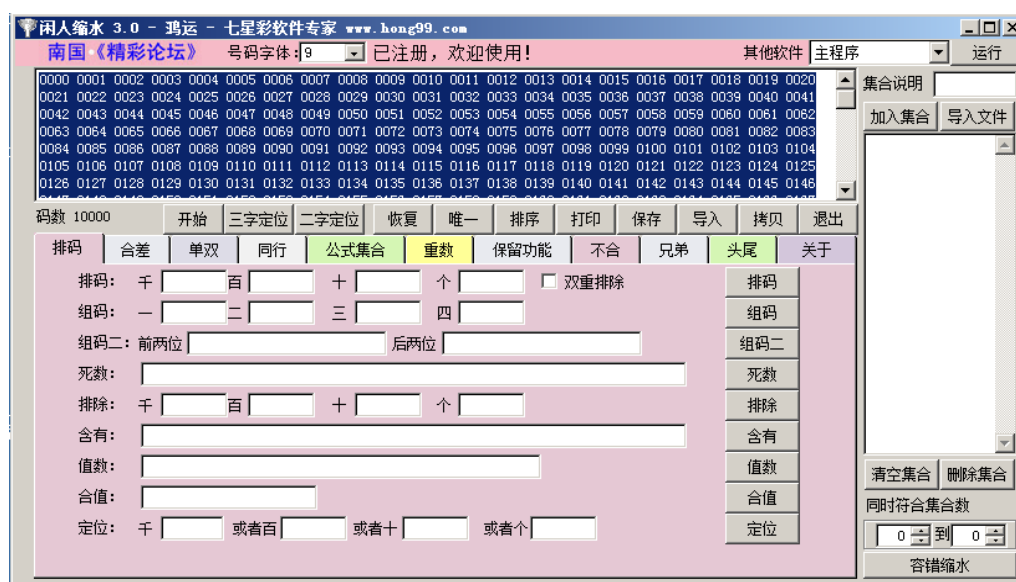 闲人缩水 3.0 - 鸿运 - 七星彩软件专家 www.hong99.com
南国《精彩论坛》 号码字体: 9 已注册，欢迎使用! 其他软件 主程序 运行
0000 0001 0002 0003 0004 0005 0006 0007 0008 0009 0010 0011 0012 0013 0014 0015 0016 0017 0018 0019 0020
0021 0022 0023 0024 0025 0026 0027 0028 0029 0030 0031 0032 0033 0034 0035 0036 0037 0038 0039 0040 0041
0042 0043 0044 0045 0046 0047 0048 0049 0050 0051 0052 0053 0054 0055 0056 0057 0058 0059 0060 0061 0062
0063 0064 0065 0066 0067 0068 0069 0070 0071 0072 0073 0074 0075 0076 0077 0078 0079 0080 0081 0082 0083
0084 0085 0086 0087 0088 0089 0090 0091 0092 0093 0094 0095 0096 0097 0098 0099 0100 0101 0102 0103 0104
0105 0106 0107 0108 0109 0110 0111 0112 0113 0114 0115 0116 0117 0118 0119 0120 0121 0122 0123 0124 0125
0126 0127 0128 0129 0130 0131 0132 0133 0134 0135 0136 0137 0138 0139 0140 0141 0142 0143 0144 0145 0146
集合说明
加入集合 导入文件
码数 10000 开始 三字定位 二字定位 恢复 唯一 排序 打印 保存 导入 拷贝 退出
排码 合差 单双 同行 公式集合 重数 保留功能 不合 兄弟 头尾 关于
排码: 千 百 十 个 双重排除 排码
组码: 一 二 三 四 组码
组码二: 前两位 后两位 组码二
死数: 死数
排除: 千 百 十 个 排除
含有: 含有
值数: 值数
合值: 合值
定位: 千 或者百 或者十 或者个 定位
清空集合 删除集合
同时符合集合数
0 到 0
容错缩水